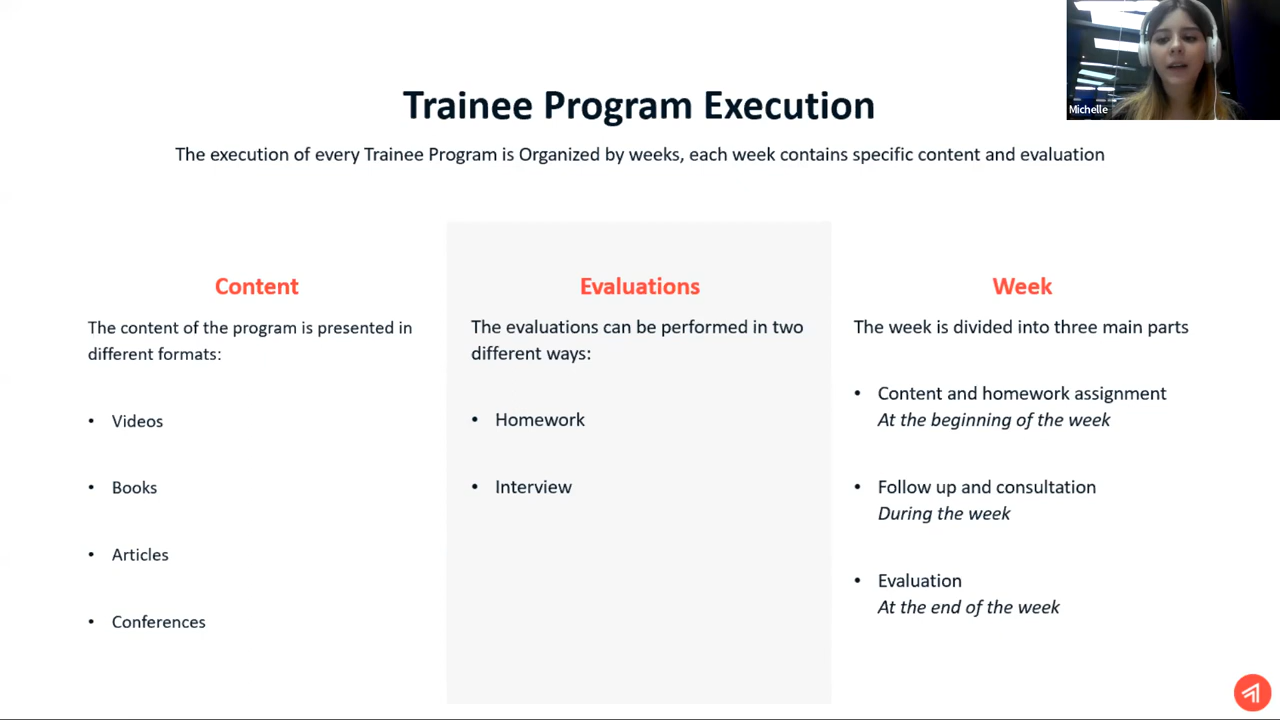 Michelle
Trainee Program Execution
The execution of every Trainee Program is Organized by weeks, each week contains specific content and evaluation
Content
The content of the program is presented in
different formats:
• Videos
• Books
• Articles
• Conferences
Evaluations
The evaluations can be performed in two
different ways:
• Homework
• Interview
Week
The week is divided into three main parts
• Content and homework assignment
At the beginning of the week
• Follow up and consultation
During the week
• Evaluation
At the end of the week